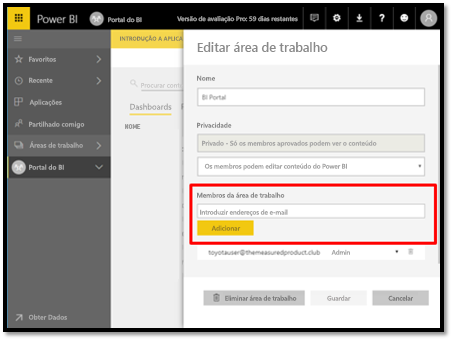 Power BI
Portal do BI
Versão de avaliação Pro: 59 dias restantes
Favoritos
Recente
Aplicações
Partilhado comigo
Áreas de trabalho
Portal do BI
Obter Dados
INTRODUÇÃO A APLICA
Procurar cont
Dashboards
NOME
Editar área de trabalho
Nome
BI Portal
Privacidade
Privado - Só os membros aprovados podem ver o conteúdo
Os membros podem editar conteúdo do Power BI
Membros da área de trabalho
Introduzir endereços de e-mail
Adicionar
toyotauser@themeasuredproduct.club Admin
Eliminar área de trabalho
Guardar
Cancelar